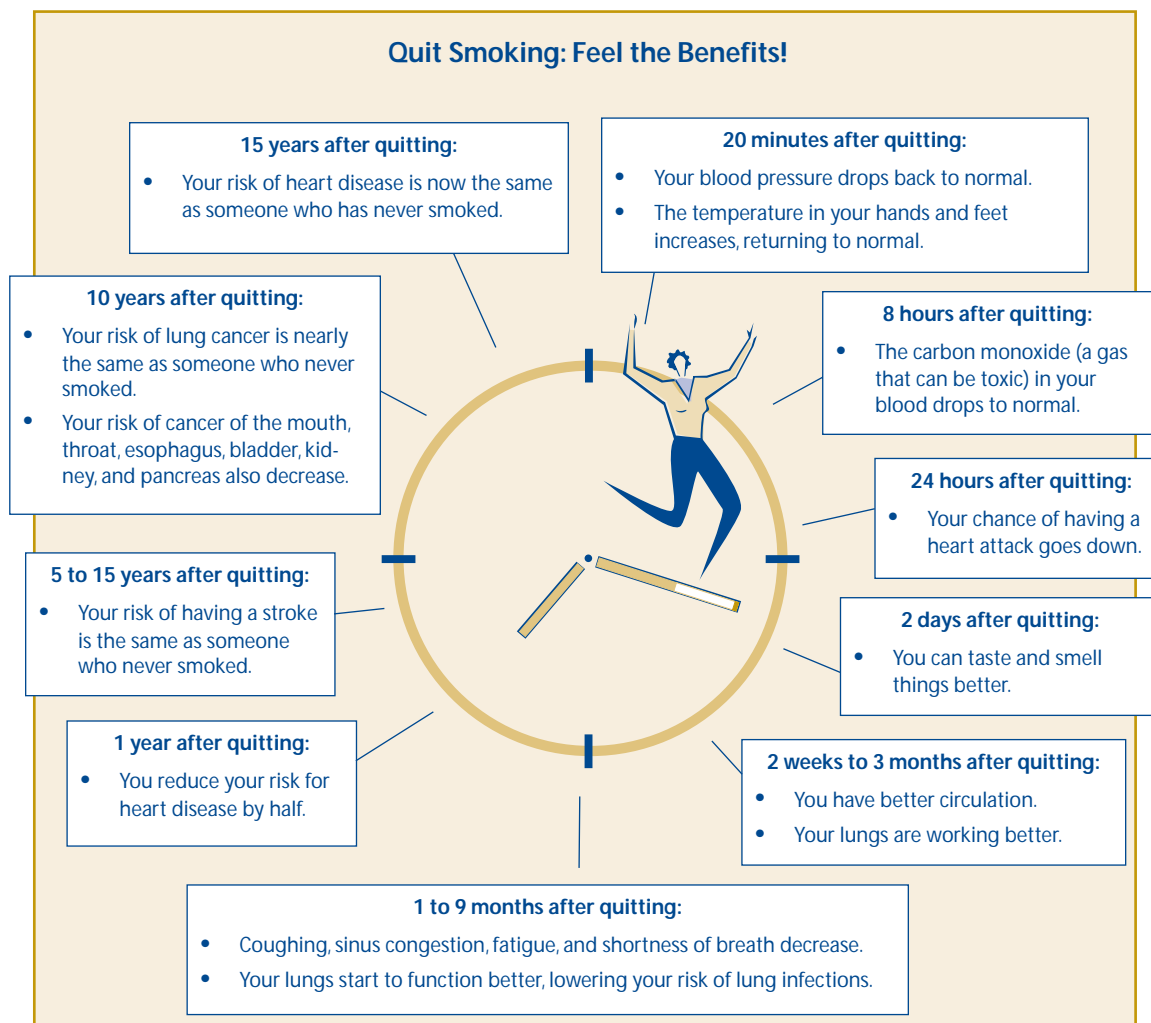 Quit Smoking: Feel the Benefits!
20 minutes after quitting:
• Your blood pressure drops back to normal.
• The temperature in your hands and feet
increases, returning to normal.
8 hours after quitting:
• The carbon monoxide (a gas
that can be toxic) in your
blood drops to normal.
24 hours after quitting:
• Your chance of having a
heart attack goes down.
2 days after quitting:
• You can taste and smell
things better.
2 weeks to 3 months after quitting:
• You have better circulation.
• Your lungs are working better.
1 to 9 months after quitting:
• Coughing, sinus congestion, fatigue, and shortness of breath decrease.
• Your lungs start to function better, lowering your risk of lung infections.
1 year after quitting:
• You reduce your risk for
heart disease by half.
5 to 15 years after quitting:
• Your risk of having a stroke
is the same as someone
who never smoked.
10 years after quitting:
• Your risk of lung cancer is nearly
the same as someone who never
smoked.
• Your risk of cancer of the mouth,
throat, esophagus, bladder, kid-
ney, and pancreas also decrease.
15 years after quitting:
• Your risk of heart disease is now the same
as someone who has never smoked.